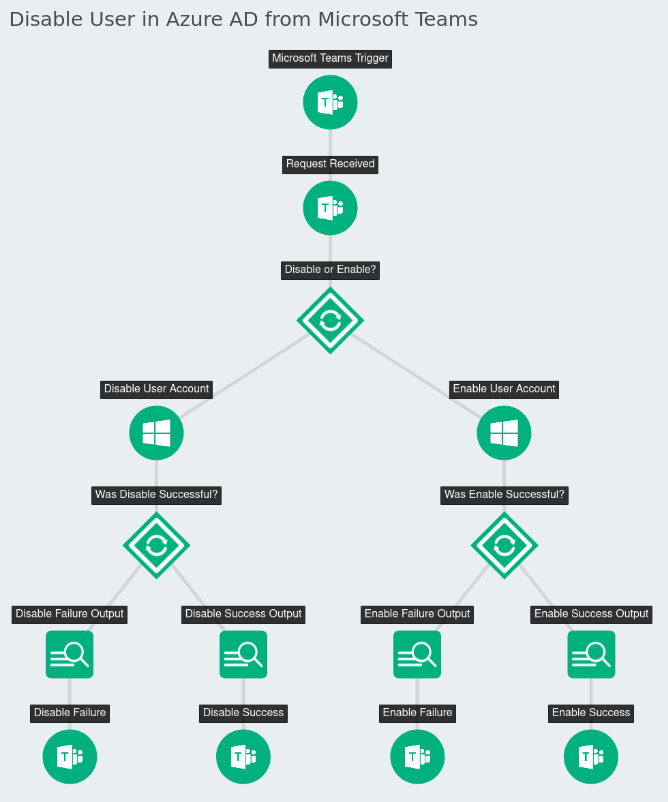 Disable User in Azure AD from Microsoft Teams
Microsoft Teams Trigger
T
Request Received
T
Disable or Enable?
Disable User Account
Enable User Account
Was Disable Successful?
Was Enable Successful?
Disable Failure Output
Disable Success Output
Enable Failure Output
Enable Success Output
Disable Failure
Disable Success
Enable Failure
Enable Success
T
T
T
T